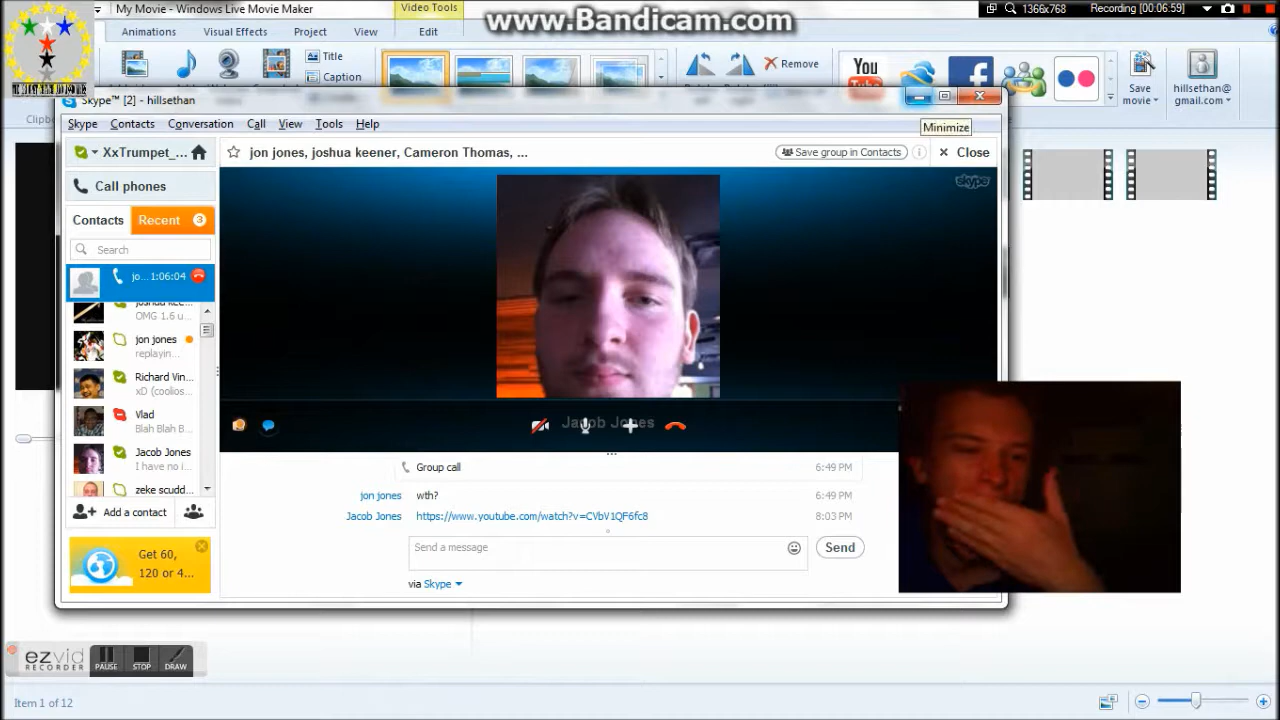 My Movie - Windows Live Movie Maker
Video Tools
www.Bandicam.com
1366x768
Recording [00:06:59]
Animations
Visual Effects
Project
View
Edit
Title
Caption
Remove
You
Save
movie
hillsethan@
gmail.com
Clipb
Skype™ [2] - hillsethan
Minimize
Skype
Contacts
Conversation
Call
View
Tools
Help
XxTrumpet_...
jon jones, joshua keener, Cameron Thomas, ...
Save group in Contacts
Close
Call phones
skype
Contacts
Recent
3
Search
jo... 1:06:04
joshua kee...
OMG 1.6 u
jon jones
replayin...
Richard Vin...
xD (coolios
Vlad
Blah Blah B
Jacob Jones
I have no i
zeke scudd
Jacob Jones
Group call
6:49 PM
jon jones
wth?
6:49 PM
Jacob Jones
https://www.youtube.com/watch?v=CVbV1QF6fc8
8:03 PM
Add a contact
Send a message
Send
via Skype
Get 60,
120 or 4...
ezvid
RECORDER
PAUSE
STOP
DRAW
Item 1 of 12